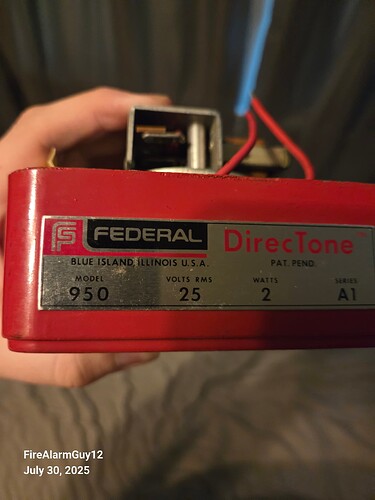 FS FEDERAL DirecTone™
BLUE ISLAND, ILLINOIS U.S.A. PAT. PEND.
MODEL VOLTS RMS WATTS SERIES
950 25 2 A1
FireAlarmGuy12
July 30, 2025